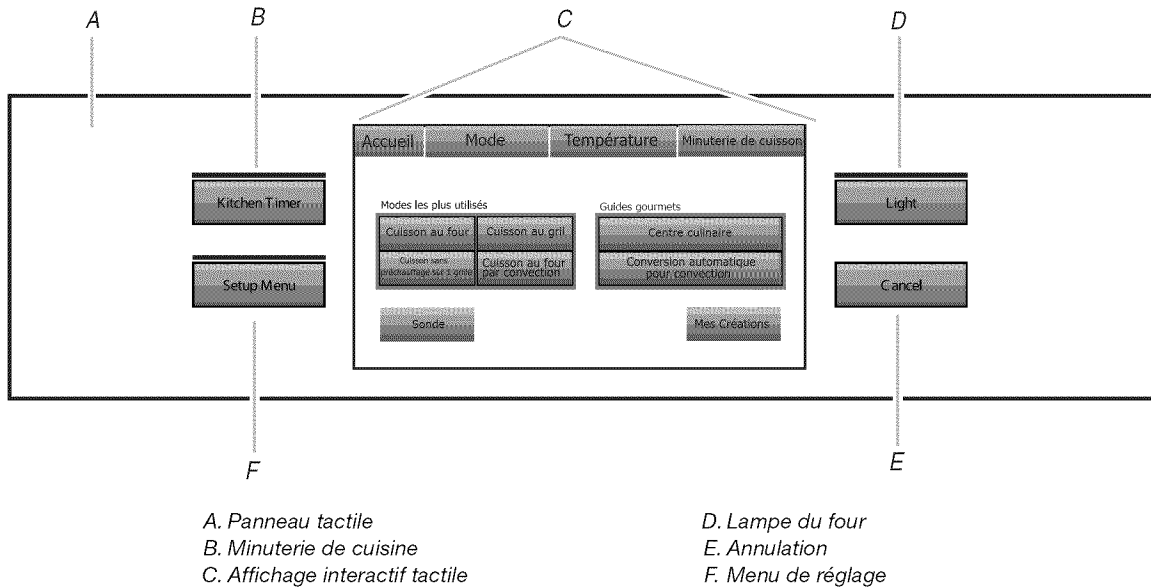 A
B
C
D
Accueil
Mode
Température
Minuterie de cuisson
Kitchen Timer
Light
Modes les plus utilisés
Guides gourmets
Cuisson au four
Cuisson au gril
Centre culinaire
Cuisson sans
préchauffage sur 1 grille
Cuisson au four
par convection
Conversion automatique
pour convection
Setup Menu
Cancel
Sonde
Mes Créations
F
E
A. Panneau tactile
B. Minuterie de cuisine
C. Affichage interactif tactile
D. Lampe du four
E. Annulation
F. Menu de réglage